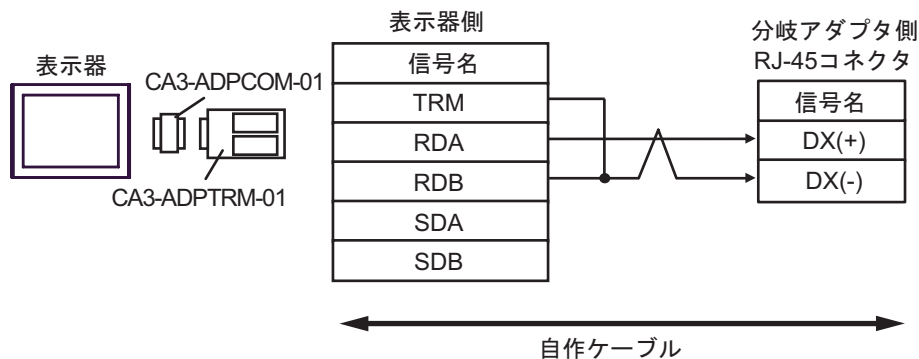 表示器
CA3-ADPCOM-01
CA3-ADPTRM-01
表示器側
信号名
TRM
RDA
RDB
SDA
SDB
分岐アダプタ側
RJ-45コネクタ
信号名
DX(+)
DX(-)
自作ケーブル